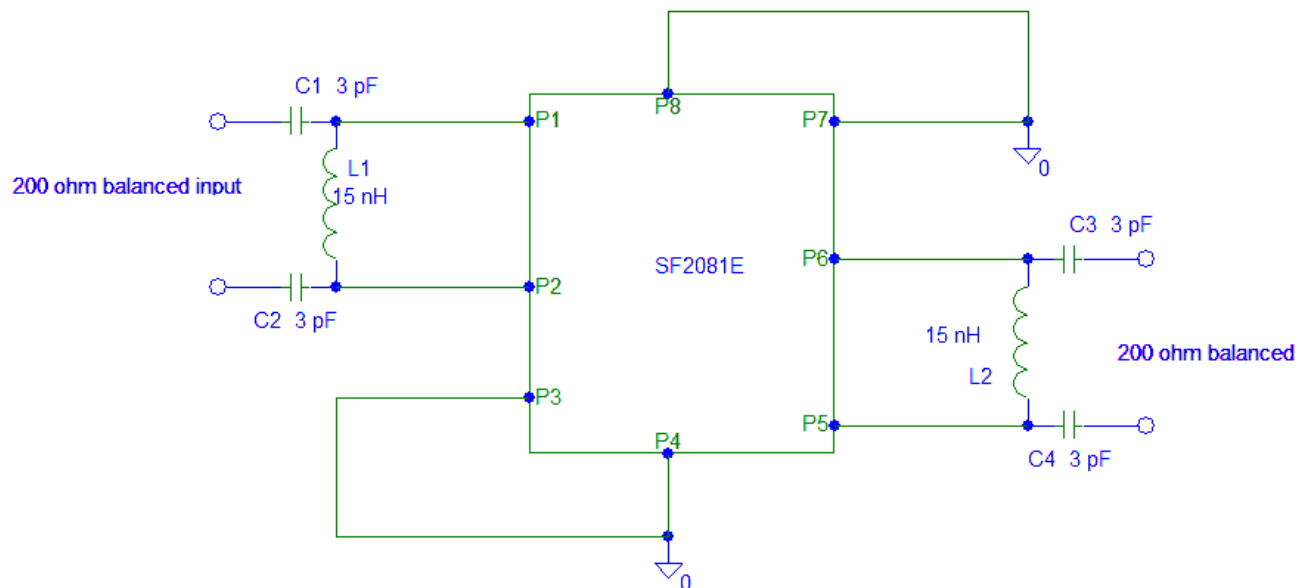 C1 3 pF
P8
P1
P7
L1
0
200 ohm balanced input
15 nH
C3 3 pF
P6
SF2081E
P2
C2 3 pF
15 nH
200 ohm balanced
L2
P3
P5
P4
C4 3 pF
0